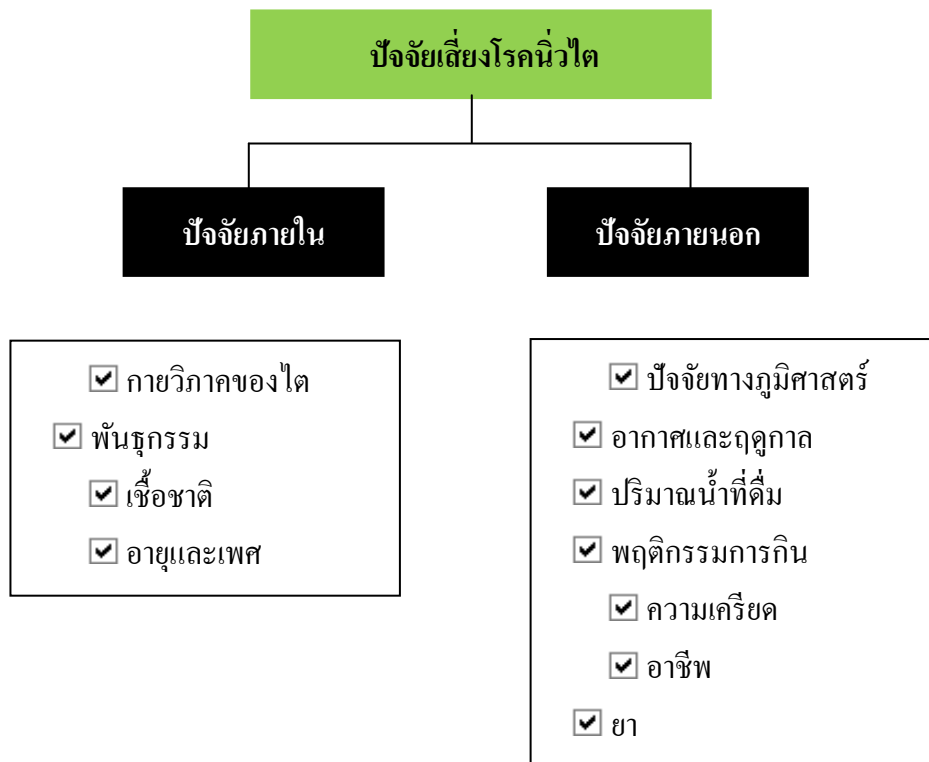 ปัจจัยเสี่ยงโรคนิ่วไต
ปัจจัยภายใน
ปัจจัยภายนอก
กายวิภาคของไต
พันธุกรรม
เชื้อชาติ
อายุและเพศ
ปัจจัยทางภูมิศาสตร์
อากาศและฤดูกาล
ปริมาณน้ำที่ดื่ม
พฤติกรรมการกิน
ความเครียด
อาชีพ
ยา